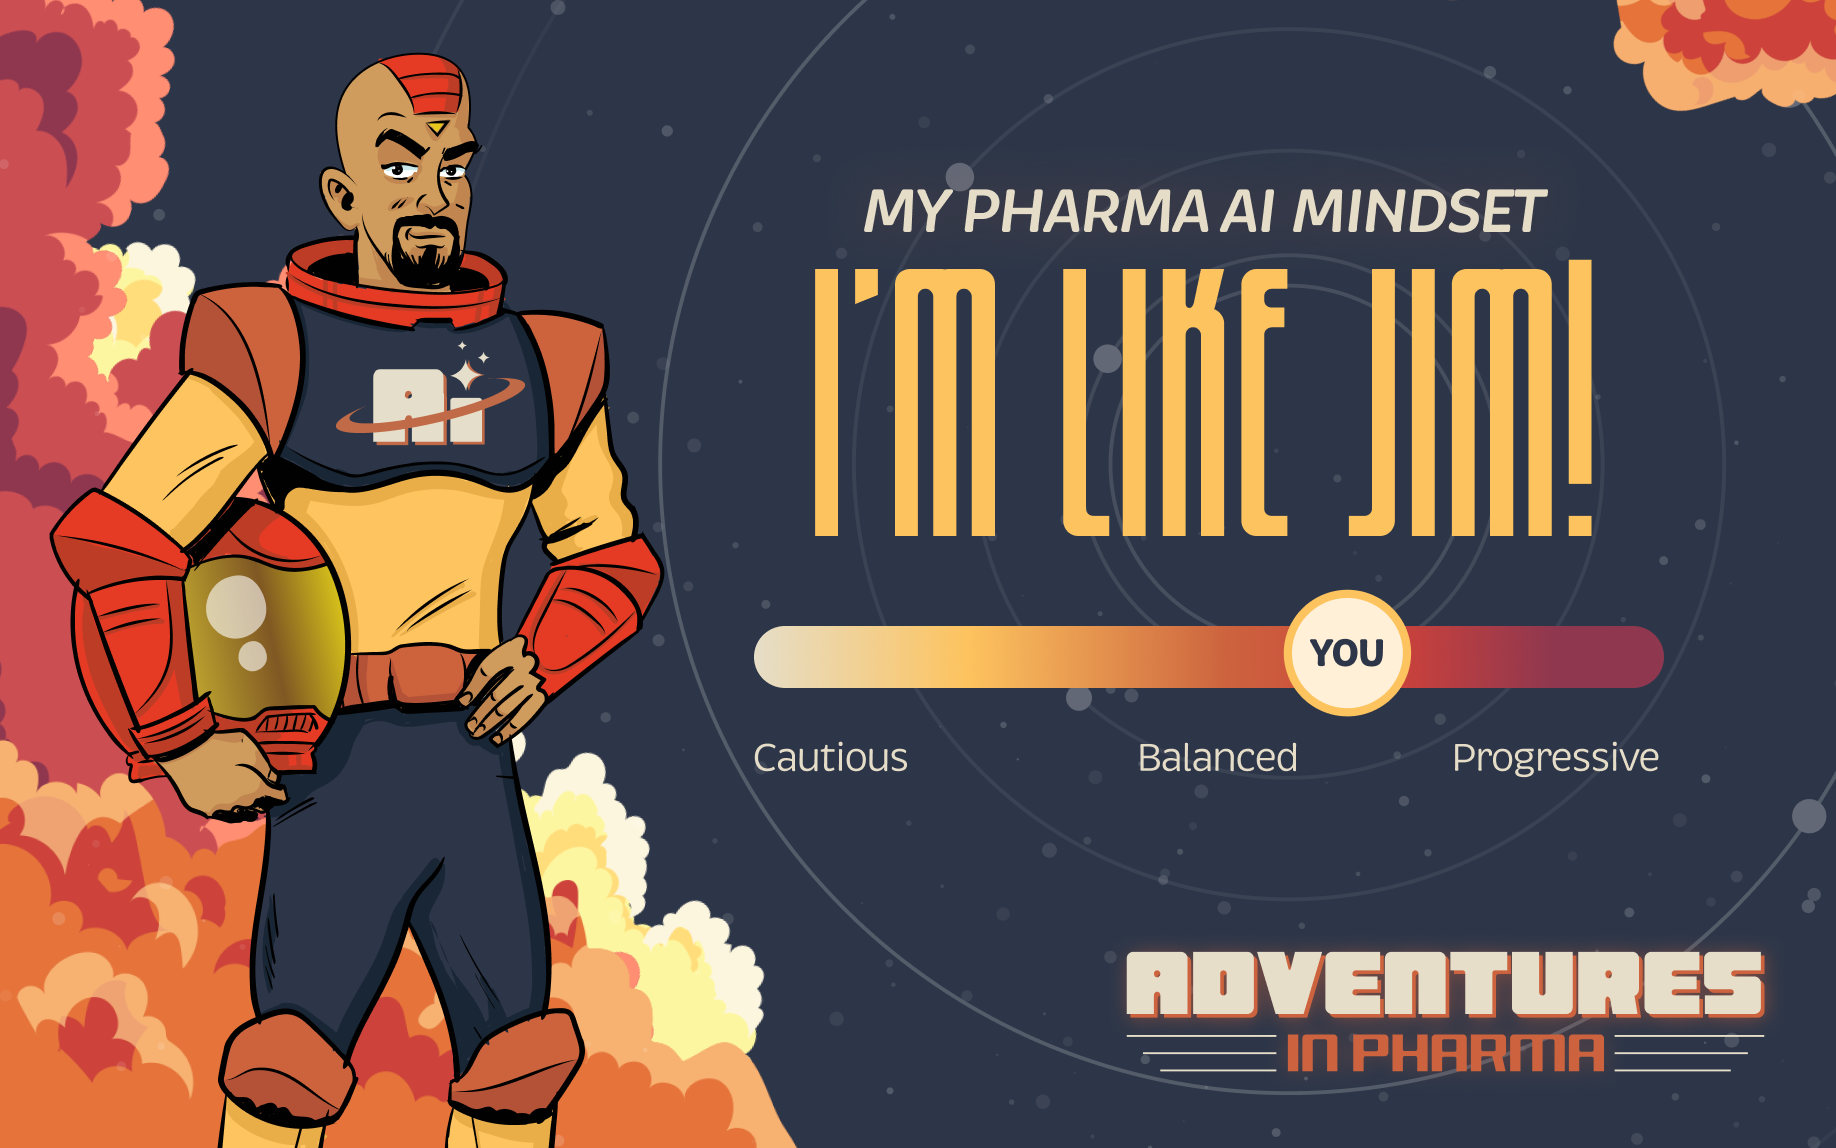 MY PHARMA AI MINDSET
I'M LIKE JIM!
Ai
YOU
Cautious Balanced Progressive
ADVENTURES
IN PHARMA